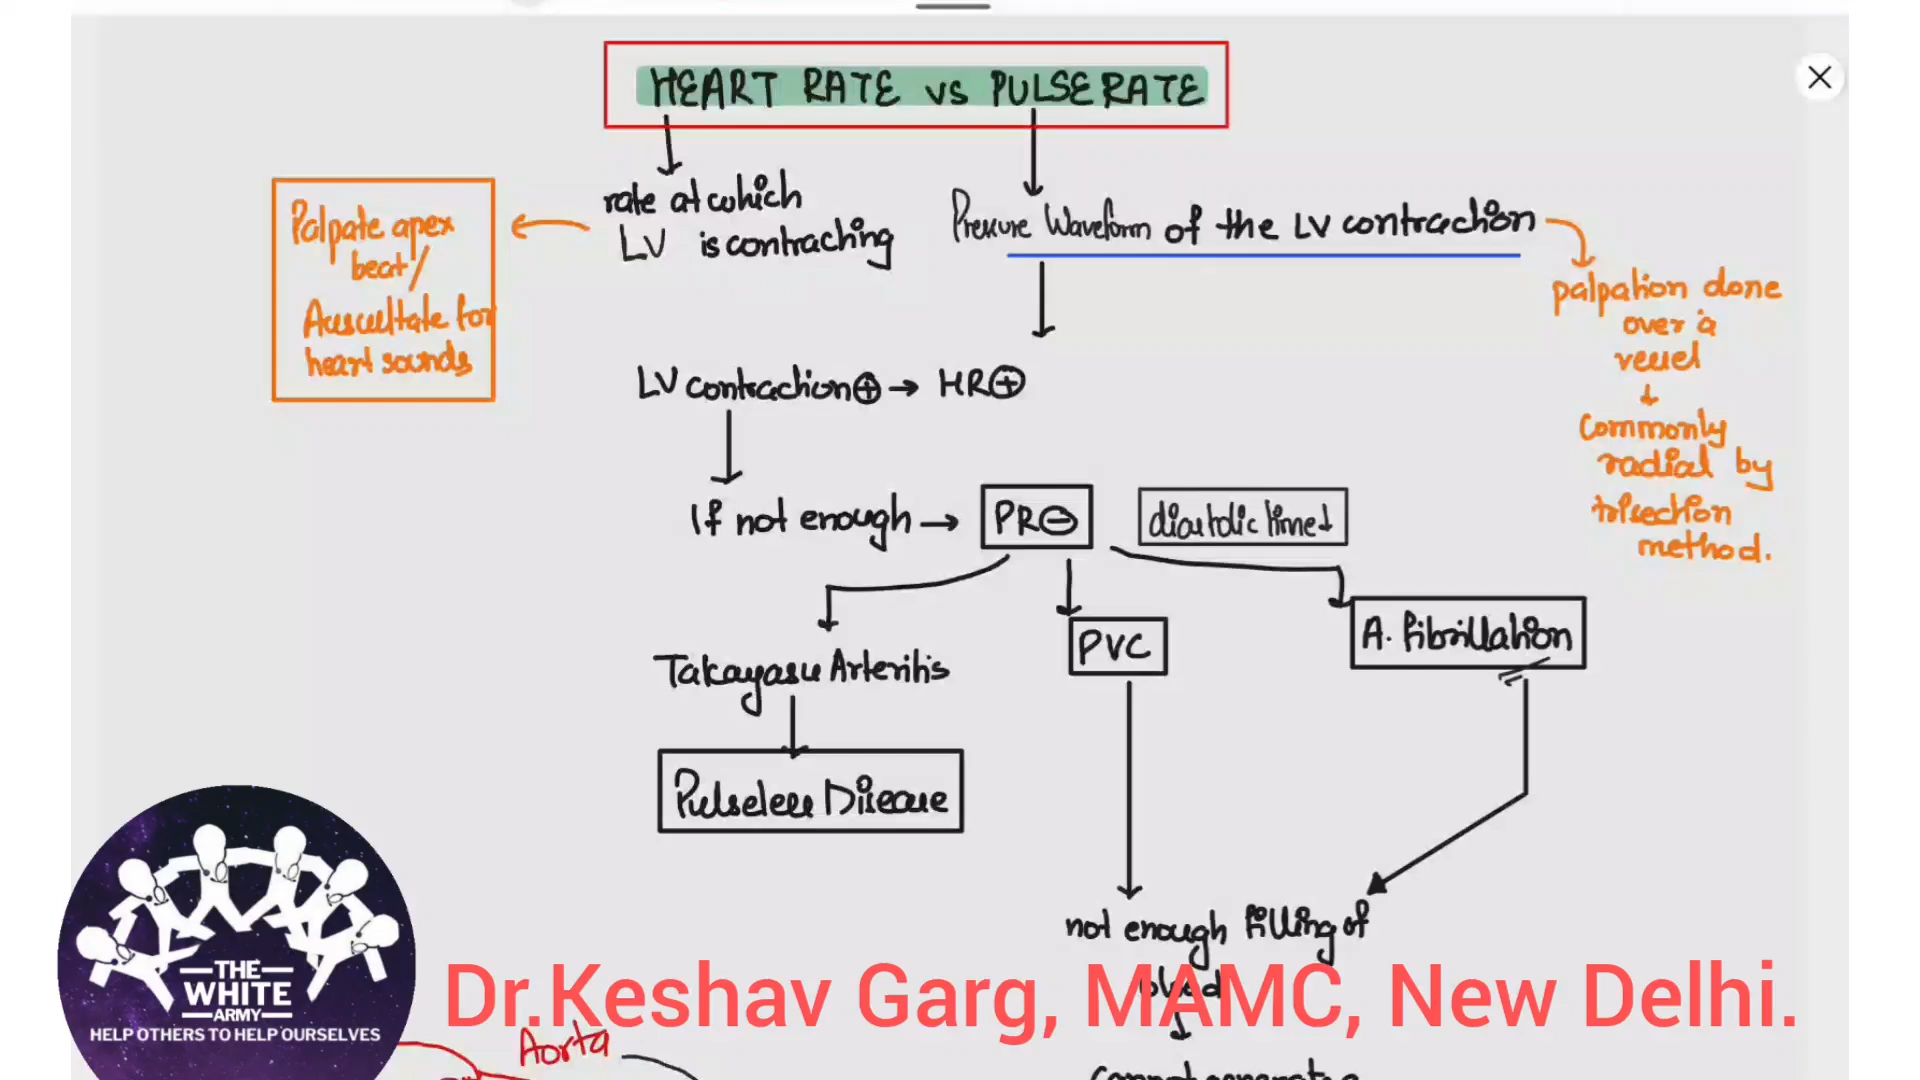 HEART RATE vs PULSE RATE
rate at which
LV is contracting
Palpate apex
beat/
Auscultate for
heart sounds
Pressure Waveform of the LV contraction
palpation done
over a
vessel
↓
commonly
radial by
trisection
method.
LV contraction ⊕ → HR ⊕
If not enough → PR ⊖
diastolic time ↓
Takayasu Arteritis
Pulseless Disease
PVC
A. fibrillation
not enough filling of
blood
cannot generate a
Dr.Keshav Garg, MAMC, New Delhi.
THE
WHITE
ARMY
HELP OTHERS TO HELP OURSELVES
Aorta